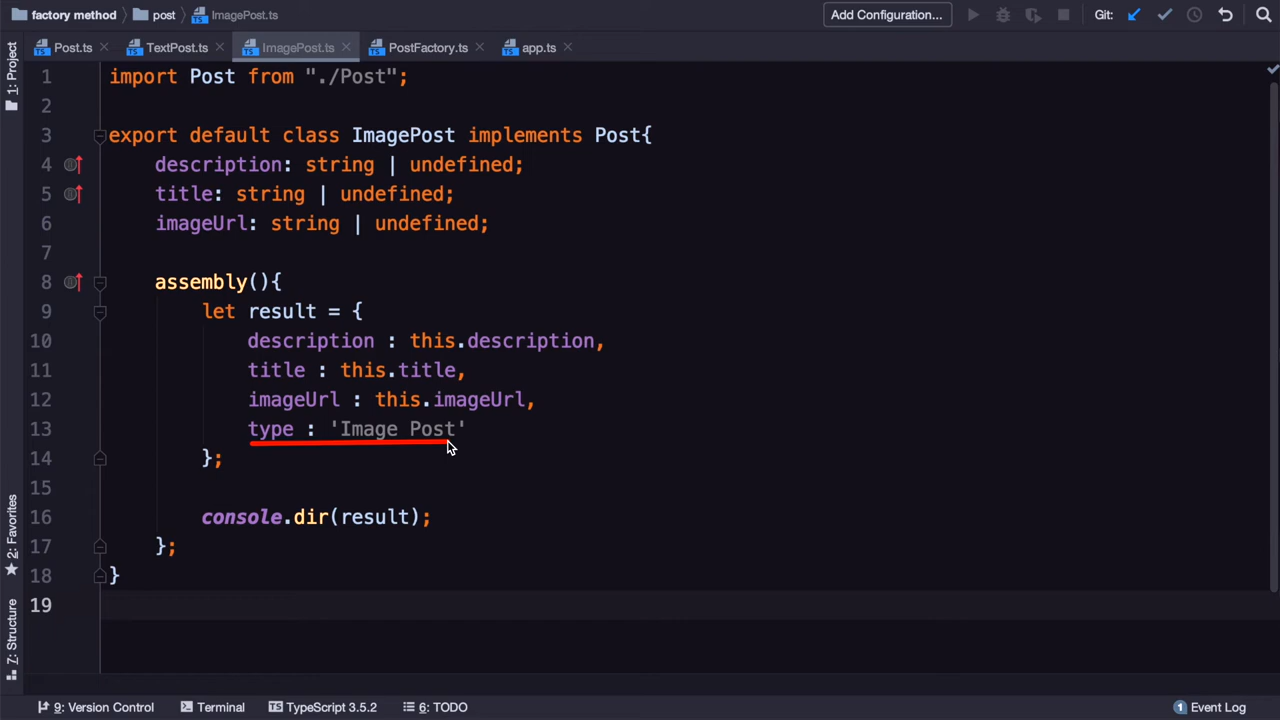 factory method post ImagePost.ts Add Configuration... Git:
Post.ts TextPost.ts ImagePost.ts PostFactory.ts app.ts
1: Project
1 import Post from "./Post";
2
3 export default class ImagePost implements Post{
4 description: string | undefined;
5 title: string | undefined;
6 imageUrl: string | undefined;
7
8 assembly(){
9 let result = {
10 description : this.description,
11 title : this.title,
12 imageUrl : this.imageUrl,
13 type : 'Image Post'
14 };
15
16 console.dir(result);
17 };
18 }
19
2: Favorites
7: Structure
9: Version Control Terminal TypeScript 3.5.2 6: TODO 1 Event Log